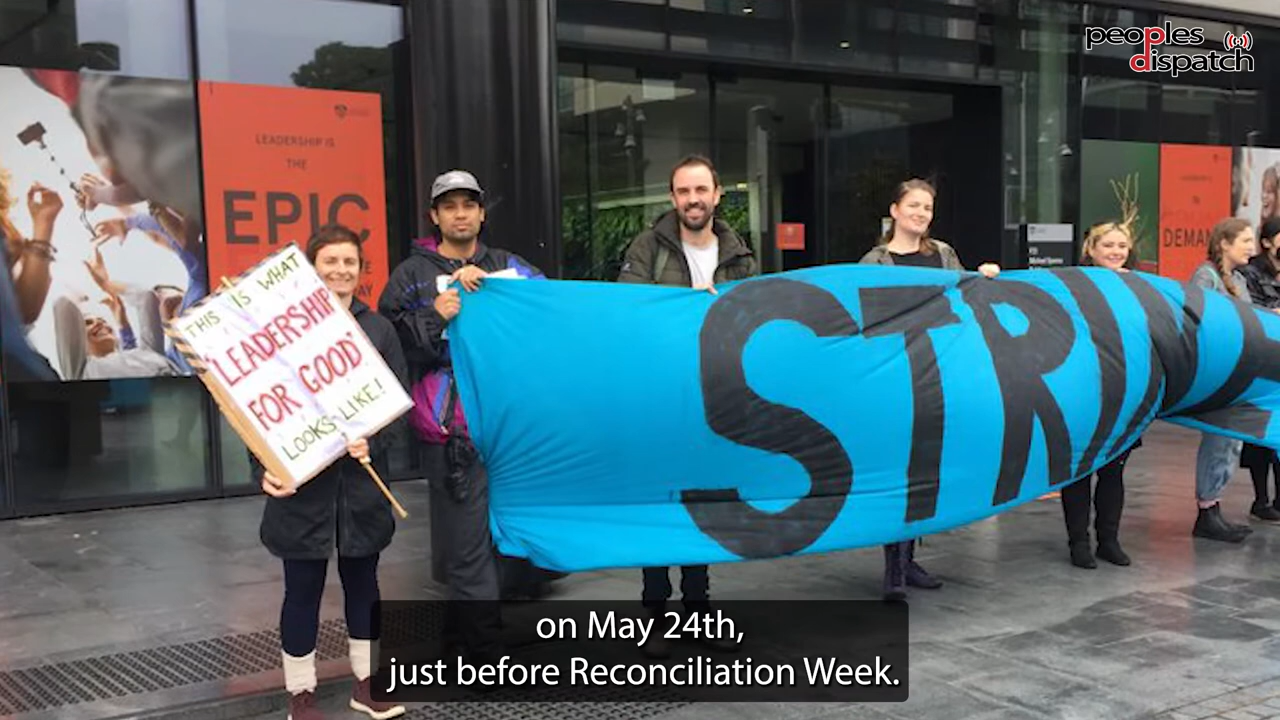 peoples
dispatch
LEADERSHIP IS
THE
EPIC
THIS IS WHAT
'LEADERSHIP
FOR GOOD'
LOOKS LIKE!
STRIKE
DEMAN
on May 24th,
just before Reconciliation Week.